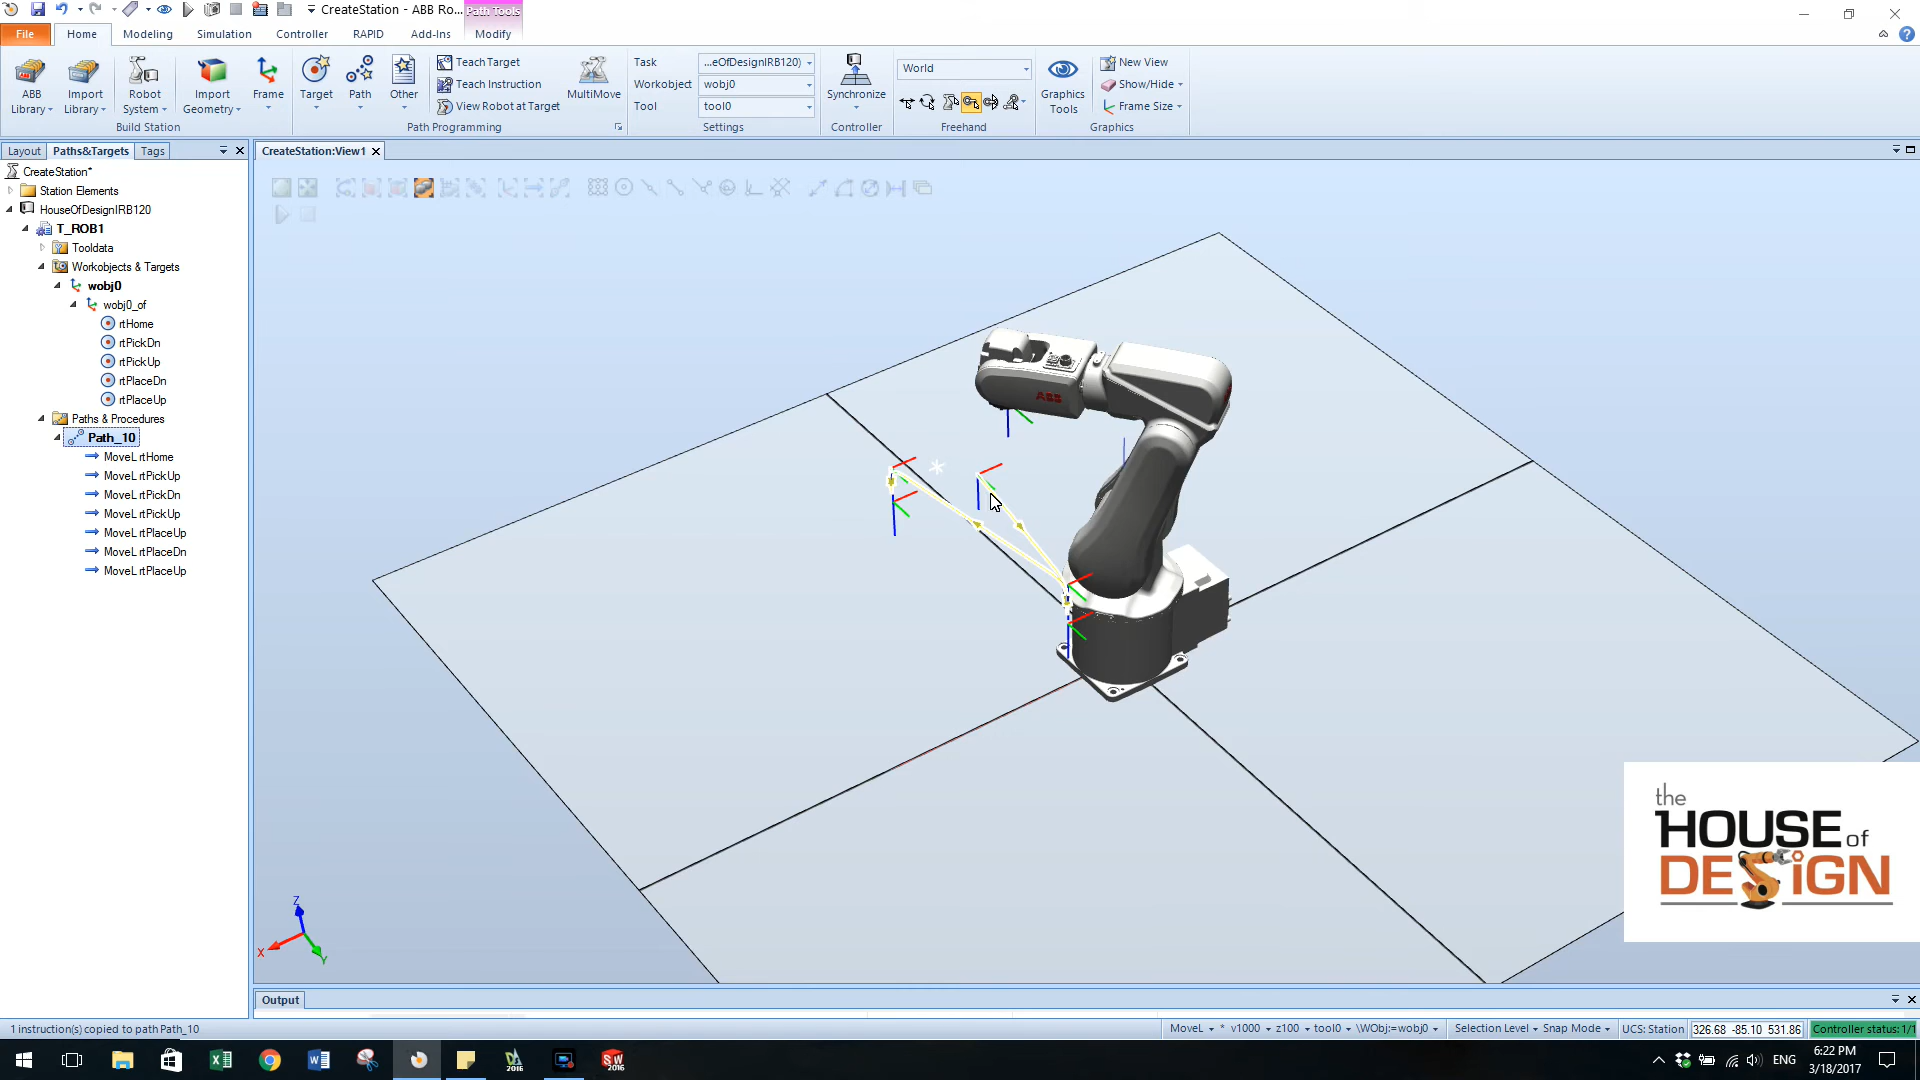 CreateStation - ABB Ro...
Path Tools
File
Home
Modeling
Simulation
Controller
RAPID
Add-Ins
Modify
ABB
Library
Import
Library
Robot
System
Import
Geometry
Frame
Target
Path
Other
Teach Target
Teach Instruction
View Robot at Target
MultiMove
Task
...eOfDesignIRB120)
Workobject
wobj0
Tool
tool0
Synchronize
World
Graphics
Tools
New View
Show/Hide
Frame Size
Build Station
Path Programming
Settings
Controller
Freehand
Graphics
Layout
Paths&Targets
Tags
CreateStation:View1
CreateStation*
Station Elements
HouseOfDesignIRB120
T_ROB1
Tooldata
Workobjects & Targets
wobj0
wobj0_of
rtHome
rtPickDn
rtPickUp
rtPlaceDn
rtPlaceUp
Paths & Procedures
Path_10
MoveL rtHome
MoveL rtPickUp
MoveL rtPickDn
MoveL rtPickUp
MoveL rtPlaceUp
MoveL rtPlaceDn
MoveL rtPlaceUp
ABB
the
HOUSE of
DESIGN
Z
X
Y
Output
1 instruction(s) copied to path Path_10
MoveL * v1000 z100 tool0 \WObj:=wobj0
Selection Level
Snap Mode
UCS: Station
326.68 -85.10 531.86
Controller status: 1/1
2016
SW
2016
ENG
6:22 PM
3/18/2017